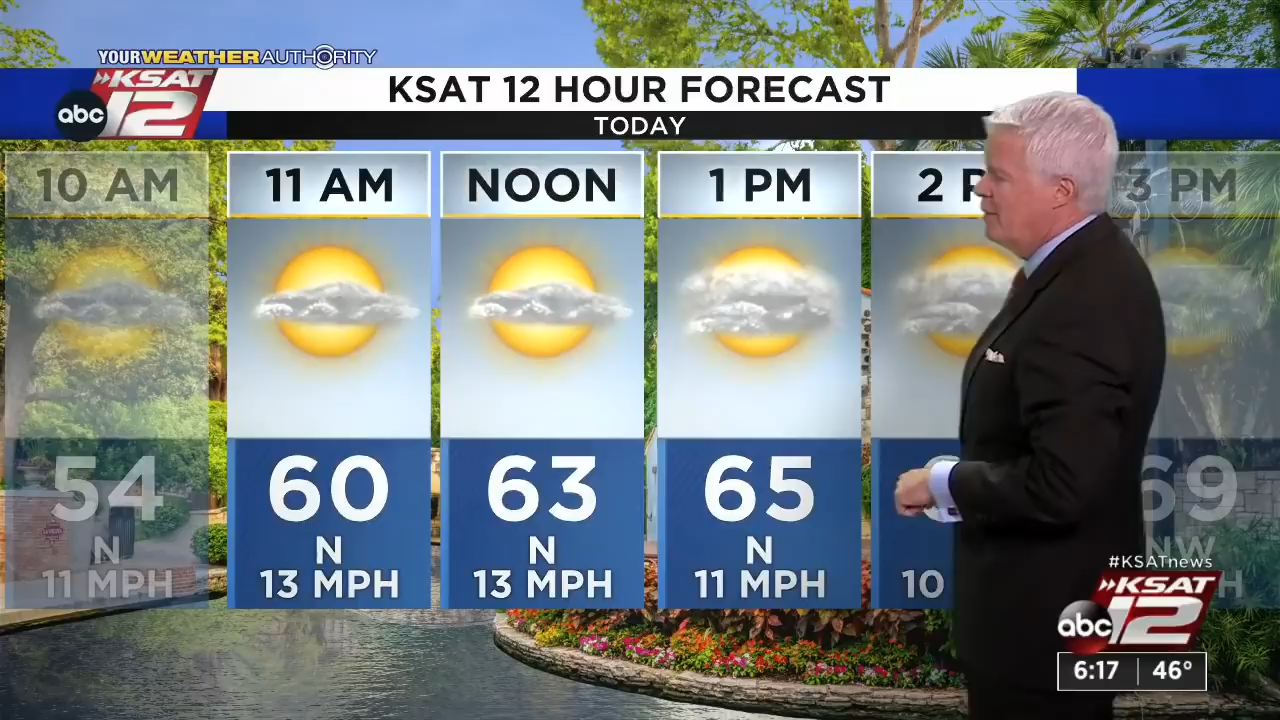 YOURWEATHERAUTHORITY
KSAT
abc 12
KSAT 12 HOUR FORECAST
TODAY
10 AM 11 AM NOON 1 PM 2 3 PM
54 60 63 65 69
N N N N NW
11 MPH 13 MPH 13 MPH 11 MPH 10
#KSATnews
KSAT
abc 12
6:17 46°